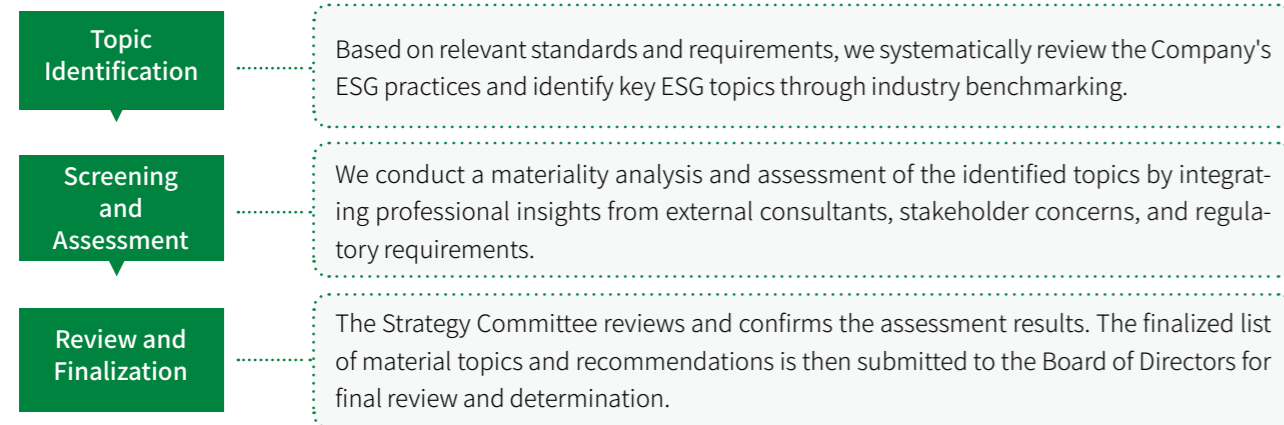 Topic
Identification
Based on relevant standards and requirements, we systematically review the Company's
ESG practices and identify key ESG topics through industry benchmarking.
Screening
and
Assessment
We conduct a materiality analysis and assessment of the identified topics by integrat-
ing professional insights from external consultants, stakeholder concerns, and regula-
tory requirements.
Review and
Finalization
The Strategy Committee reviews and confirms the assessment results. The finalized list
of material topics and recommendations is then submitted to the Board of Directors for
final review and determination.